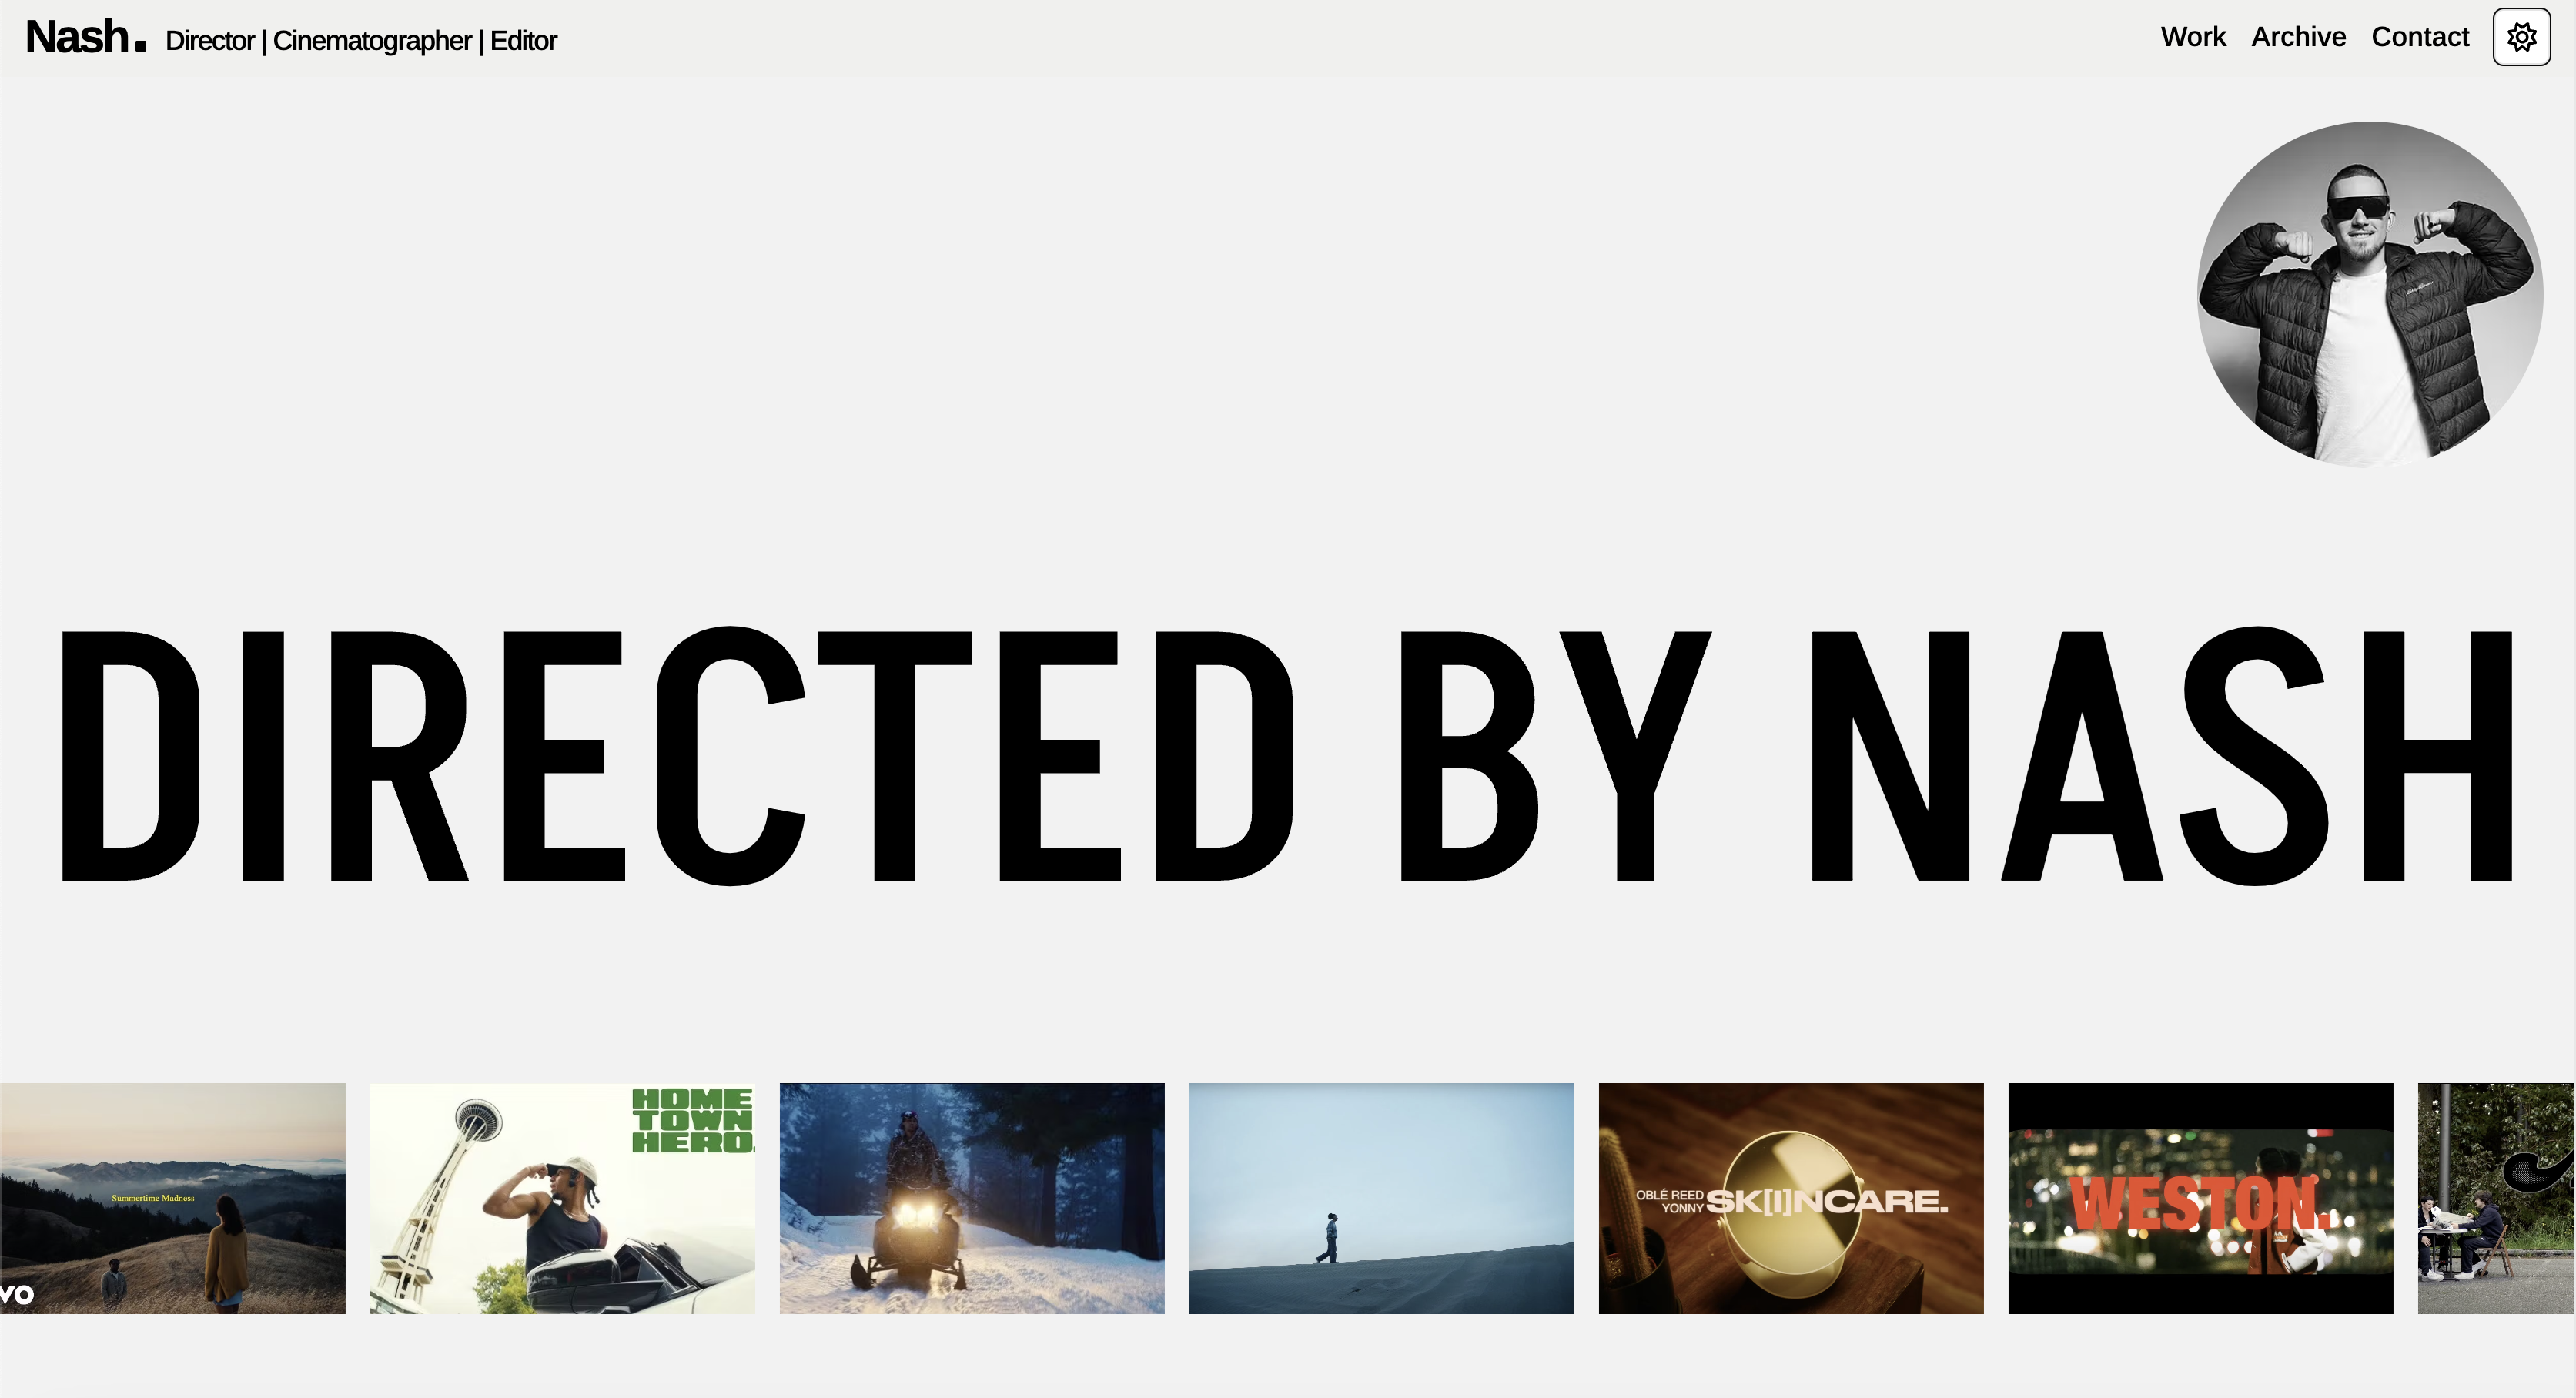 Nash.
Director | Cinematographer | Editor
Work
Archive
Contact
DIRECTED BY NASH
Summertime Madness
vo
HOME
TOWN
HERO.
OBLÉ REED
YONNY
SK[I]NCARE.
WESTON.